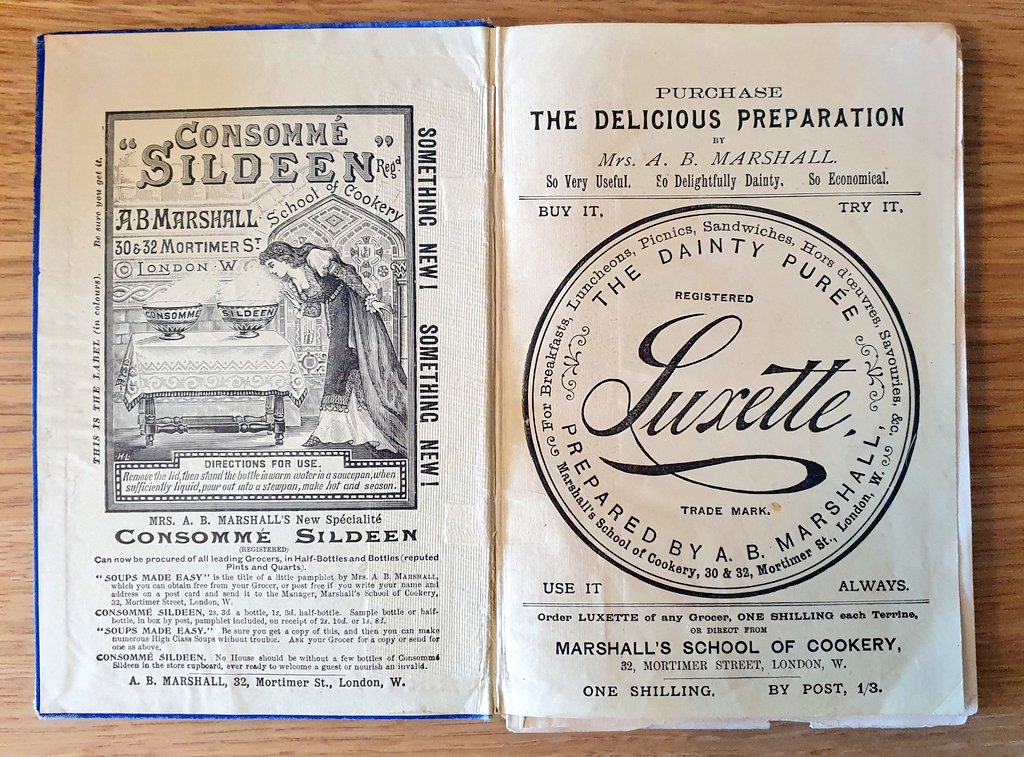 "CONSOMMÉ
SILDEEN" Regd
A.B. MARSHALL School of Cookery
30 & 32 MORTIMER ST
LONDON W
CONSOMMÉ
SILDEEN
HL
DIRECTIONS FOR USE.
Remove the lid, then stand the bottle in warm water in a saucepan, when
sufficiently liquid, pour out into a stewpan, make hot and season.
THIS IS THE LABEL (in colours). Be sure you get it.
SOMETHING NEW! SOMETHING NEW!
MRS. A. B. MARSHALL'S New Spécialité
CONSOMMÉ SILDEEN
(REGISTERED)
Can now be procured of all leading Grocers, in Half-Bottles and Bottles (reputed
Pints and Quarts).
"SOUPS MADE EASY" is the title of a little pamphlet by Mrs. A. B. MARSHALL,
which you can obtain free from your Grocer, or post free if you write your name and
address on a post card and send it to the Manager, Marshall's School of Cookery,
32, Mortimer Street, London, W.
CONSOMMÉ SILDEEN, 2s. 3d. a bottle, 1s. 3d. half-bottle. Sample bottle or half-
bottle, in box by post, pamphlet included, on receipt of 2s. 10d. or 1s. 8d.
"SOUPS MADE EASY." Be sure you get a copy of this, and then you can make
numerous High Class Soups without trouble. Ask your Grocer for a copy or send for
one as above.
CONSOMMÉ SILDEEN. No House should be without a few bottles of Consommé
Sildeen in the store cupboard, ever ready to welcome a guest or nourish an invalid.
A. B. MARSHALL, 32, Mortimer St., London, W.
PURCHASE
THE DELICIOUS PREPARATION
BY
Mrs. A. B. MARSHALL.
So Very Useful. So Delightfully Dainty. So Economical.
BUY IT, TRY IT,
For Breakfasts, Luncheons, Picnics, Sandwiches, Hors d'œuvres, Savouries, &c.
THE DAINTY PURÉE
REGISTERED
Luxette.
TRADE MARK.
PREPARED BY A. B. MARSHALL,
Marshall's School of Cookery, 30 & 32, Mortimer St., London, W.
USE IT ALWAYS.
Order LUXETTE of any Grocer, ONE SHILLING each Terrine,
OR DIRECT FROM
MARSHALL'S SCHOOL OF COOKERY,
32, MORTIMER STREET, LONDON, W.
ONE SHILLING. BY POST, 1/3.